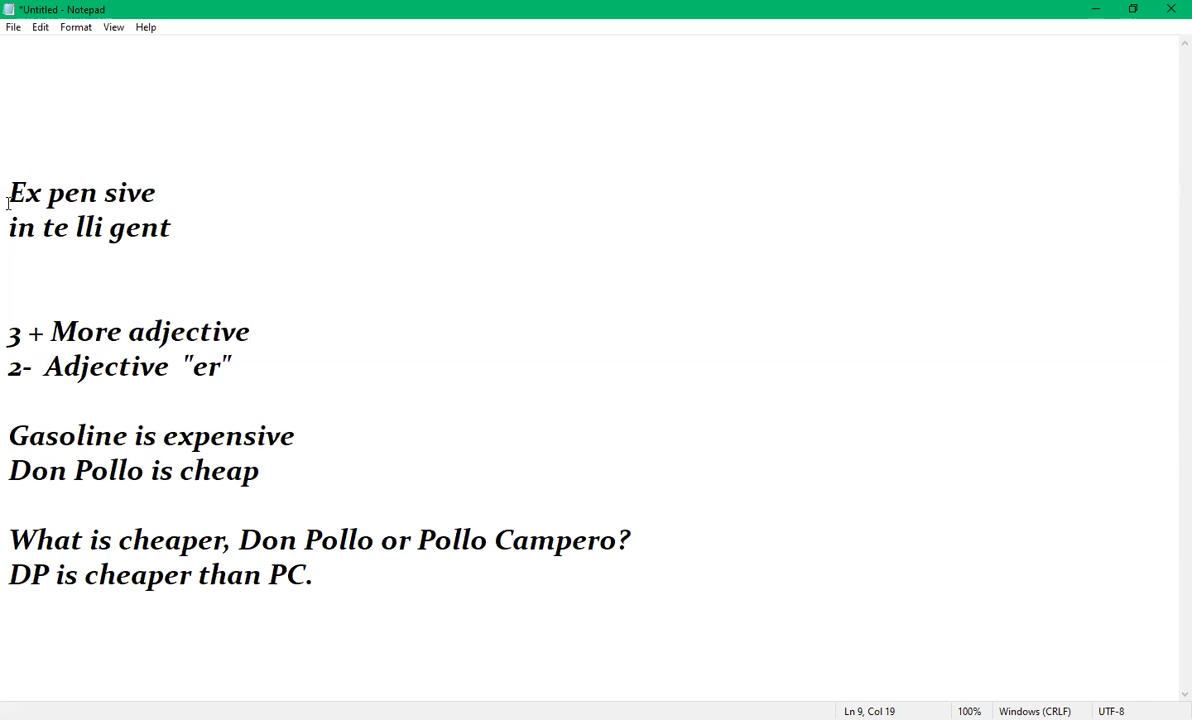 *Untitled - Notepad
File Edit Format View Help
Ex pen sive
in te lli gent
3 + More adjective
2- Adjective "er"
Gasoline is expensive
Don Pollo is cheap
What is cheaper, Don Pollo or Pollo Campero?
DP is cheaper than PC.
Ln 9, Col 19 100% Windows (CRLF) UTF-8